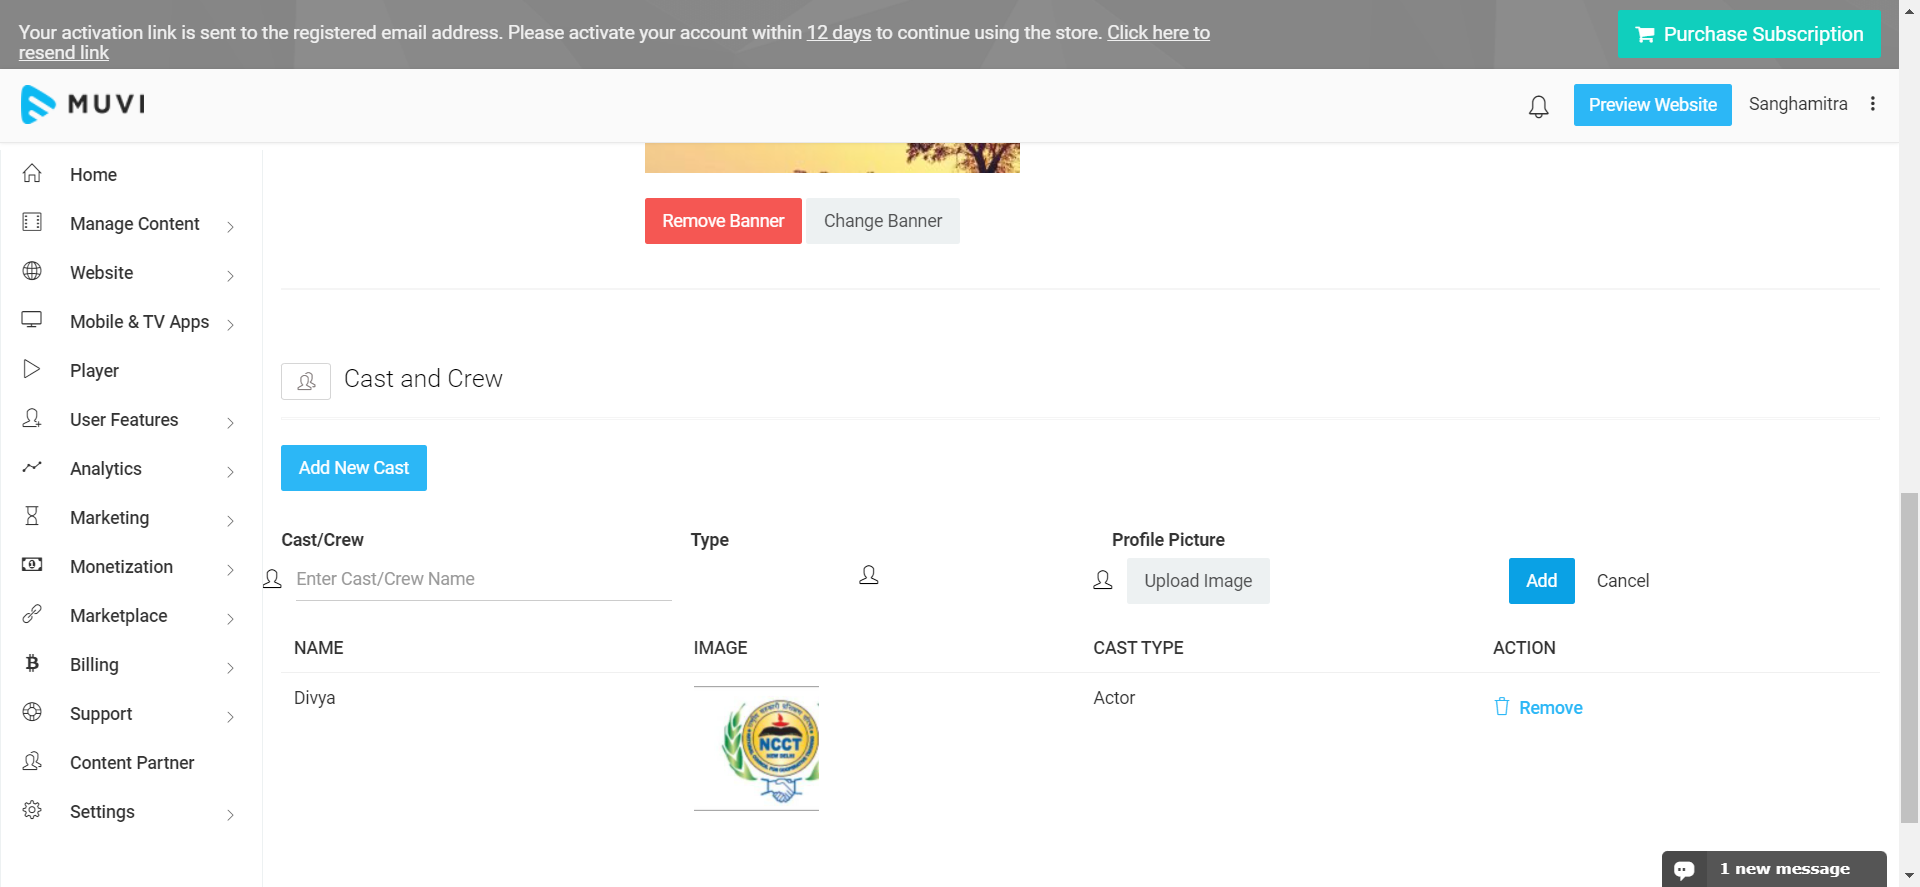 Your activation link is sent to the registered email address. Please activate your account within 12 days to continue using the store. Click here to
resend link
Purchase Subscription
MUVI
Preview Website
Sanghamitra
Home
Manage Content
Website
Mobile & TV Apps
Player
User Features
Analytics
Marketing
Monetization
Marketplace
Billing
Support
Content Partner
Settings
Remove Banner
Change Banner
Cast and Crew
Add New Cast
Cast/Crew
Type
Profile Picture
Enter Cast/Crew Name
Upload Image
Add
Cancel
NAME
IMAGE
CAST TYPE
ACTION
Divya
NCCT
NEW DELHI
Actor
Remove
1 new message